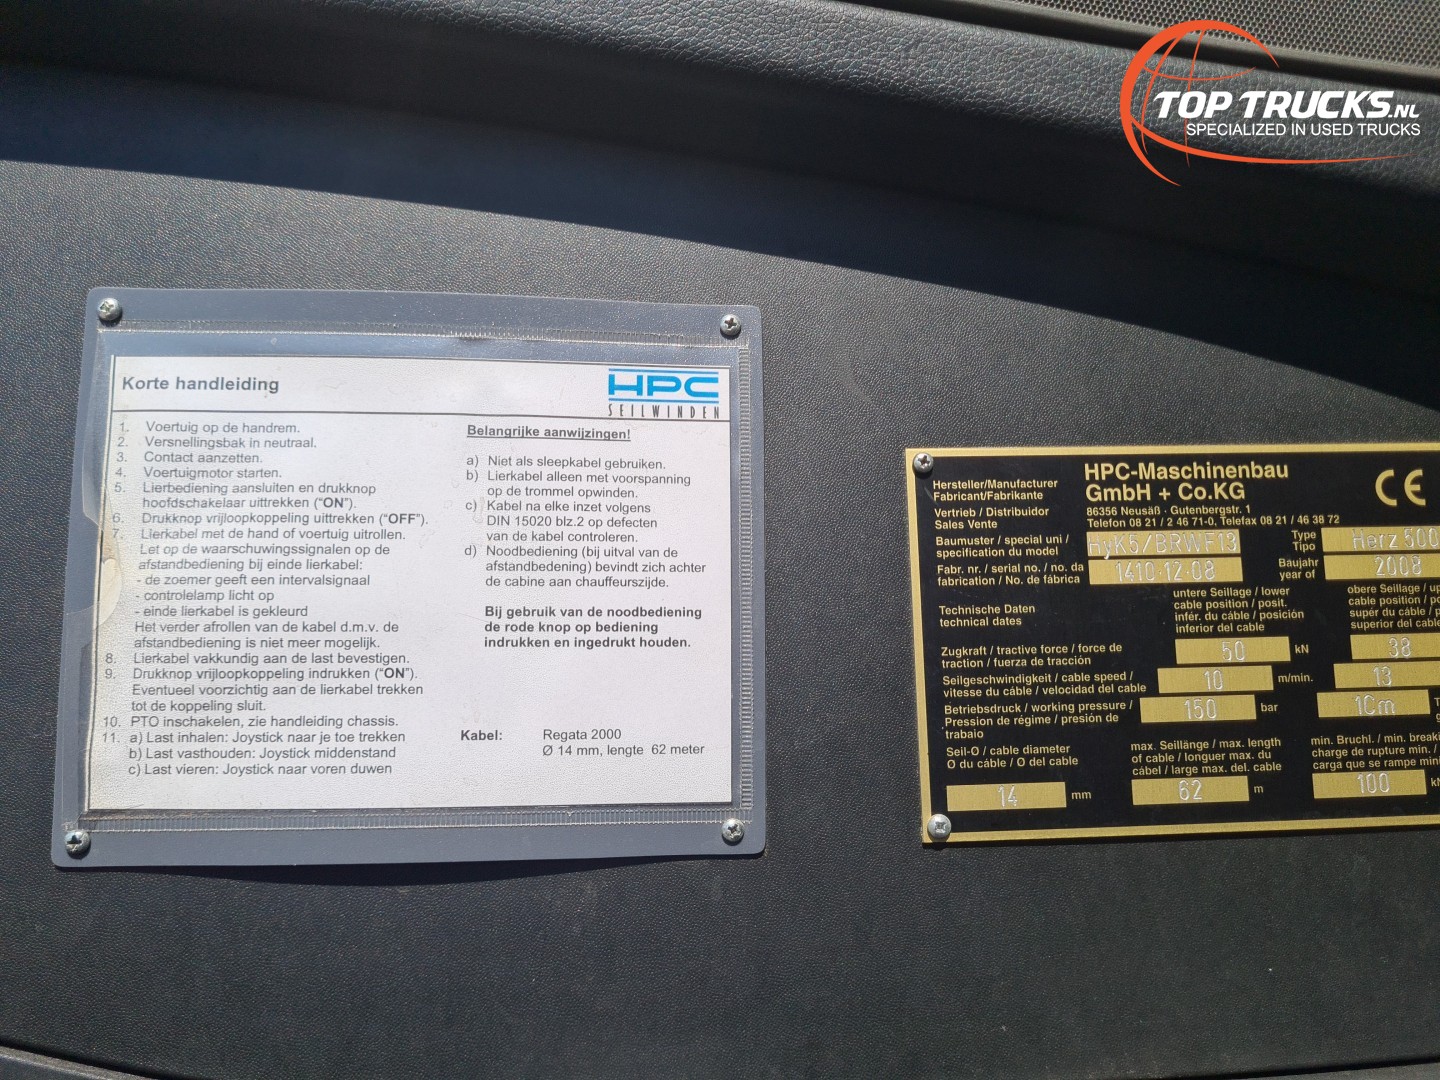 TOP TRUCKS.NL
SPECIALIZED IN USED TRUCKS
Korte handleiding
HPC
SEILWINDEN
1. Voertuig op de handrem.
2. Versnellingsbak in neutraal.
3. Contact aanzetten.
4. Voertuigmotor starten.
5. Lierbediening aansluiten en drukknop
hoofdschakelaar uittrekken ("ON").
6. Drukknop vrijloopkoppeling uittrekken ("OFF").
7. Lierkabel met de hand of voertuig uitrollen.
Let op de waarschuwingssignalen op de
afstandbediening bij einde lierkabel:
- de zoemer geeft een intervalsignaal
- controlelamp licht op
- einde lierkabel is gekleurd
Het verder afrollen van de kabel d.m.v. de
afstandbediening is niet meer mogelijk.
8. Lierkabel vakkundig aan de last bevestigen.
9. Drukknop vrijloopkoppeling indrukken ("ON").
Eventueel voorzichtig aan de lierkabel trekken
tot de koppeling sluit.
10. PTO inschakelen, zie handleiding chassis.
11. a) Last inhalen: Joystick naar je toe trekken
b) Last vasthouden: Joystick middenstand
c) Last vieren: Joystick naar voren duwen
Belangrijke aanwijzingen!
a) Niet als sleepkabel gebruiken.
b) Lierkabel alleen met voorspanning
op de trommel opwinden.
c) Kabel na elke inzet volgens
DIN 15020 blz.2 op defecten
van de kabel controleren.
d) Noodbediening (bij uitval van de
afstandbedening) bevindt zich achter
de cabine aan chauffeurszijde.
Bij gebruik van de noodbediening
de rode knop op bediening
indrukken en ingedrukt houden.
Kabel: Regata 2000
Ø 14 mm, lengte 62 meter
Hersteller/Manufacturer
Fabricant/Fabrikante
HPC-Maschinenbau
GmbH + Co.KG
CE
Vertrieb / Distribuidor
Sales Vente
86356 Neusäß · Gutenbergstr. 1
Telefon 08 21 / 2 46 71-0, Telefax 08 21 / 46 38 72
Baumuster / special uni /
specification du model
HyK5/BRWF13
Type
Tipo
Herz 500
Fabr. nr. / serial no. / no. da
fabrication / No. de fábrica
1410-12-08
Baujahr
year of
2008
Technische Daten
technical dates
untere Seillage / lower
cable position / posit.
infér. du câble / posición
inferior del cable
obere Seillage /
cable position /
supér du câble /
superior del cable
Zugkraft / tractive force / force de
traction / fuerza de tracción
50 kN
38
Seilgeschwindigkeit / cable speed /
vitesse du câble / velocidad del cable
10 m/min.
13
Betriebsdruck / working pressure /
Pression de régime / presión de
trabaio
150 bar
1Cm
Seil-Ø / cable diameter
Ø du câble / Ø del cable
14 mm
max. Seillänge / max. length
of cable / longuer max. du
câbel / large max. del. cable
62 m
min. Bruchl. / min.
charge de rupture min. /
carga que se rampe
100